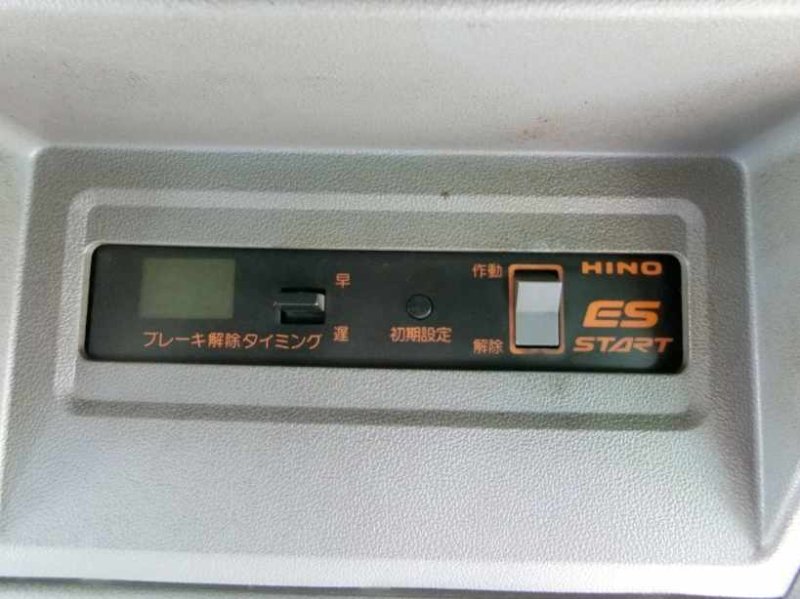 早
ブレーキ解除タイミング
遅
初期設定
作動
解除
HINO
ES
START